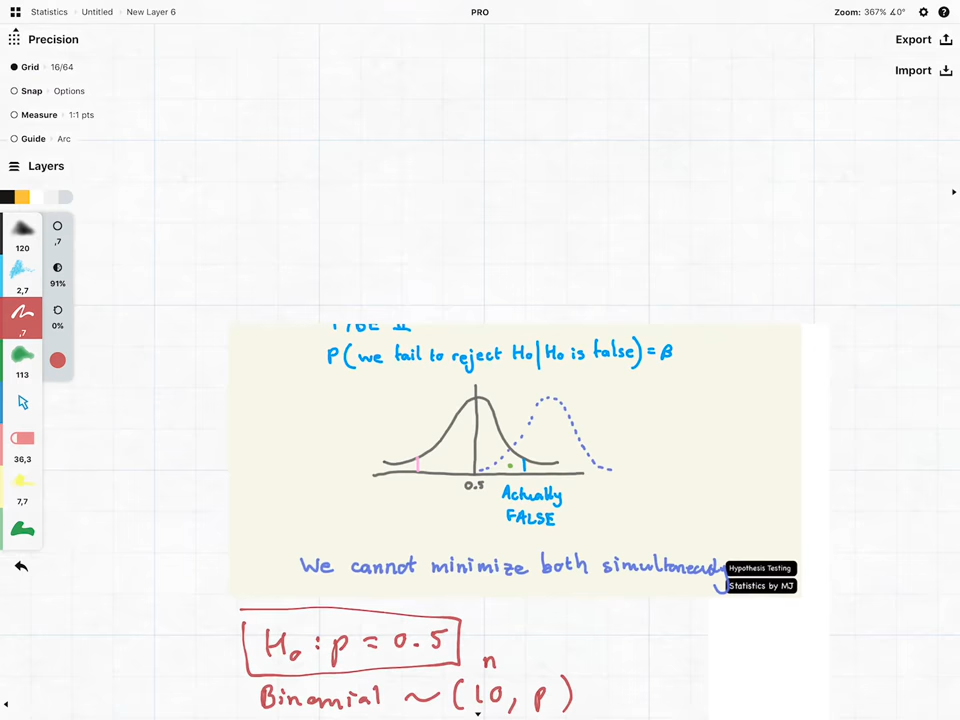 Statistics › Untitled › New Layer 6
PRO
Zoom: 367% ∡0°
Precision
Export
Grid › 16/64
Import
Snap › Options
Measure › 1:1 pts
Guide › Arc
Layers
120
,7
2,7
91%
,7
0%
113
36,3
7,7
TYPE II
P(we fail to reject H0|H0 is false) = β
0.5
Actually
FALSE
We cannot minimize both simultaneously
Hypothesis Testing
Statistics by MJ
H0 : p = 0.5
n
Binomial ~ (10, p)